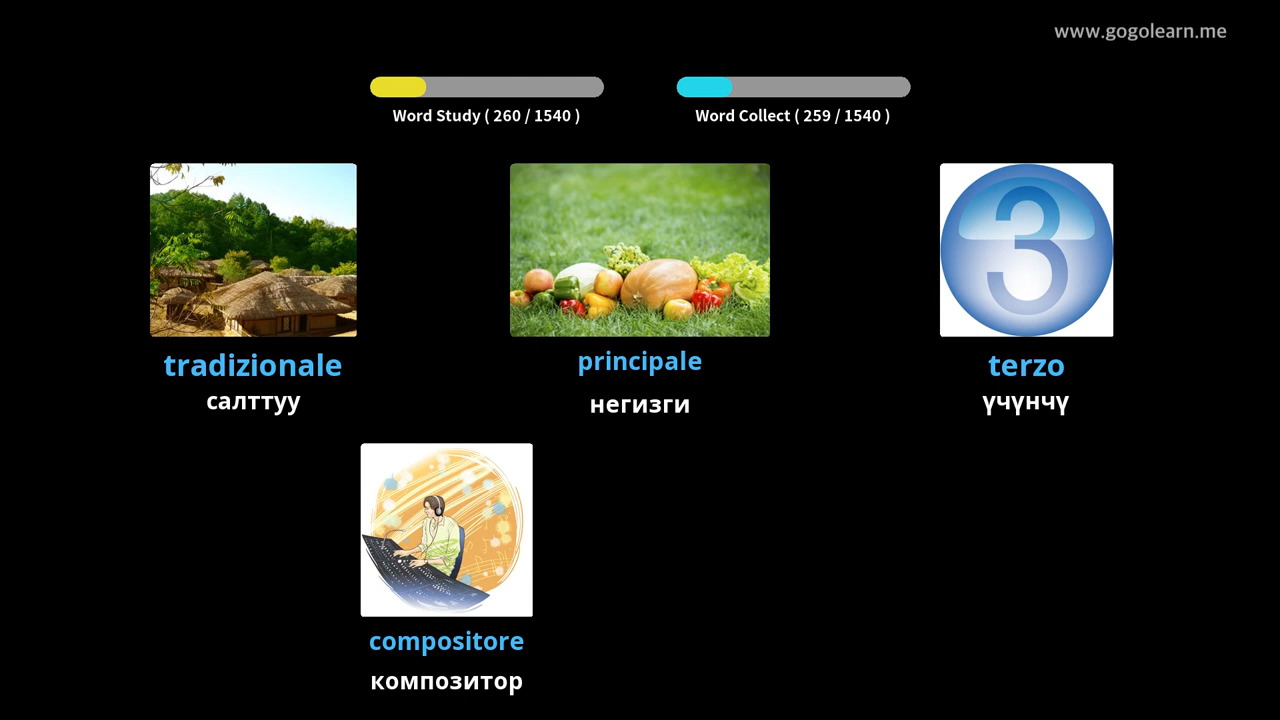 www.gogolearn.me
Word Study ( 260 / 1540 )
Word Collect ( 259 / 1540 )
3
tradizionale
салттуу
principale
негизги
terzo
үчүнчү
compositore
композитор